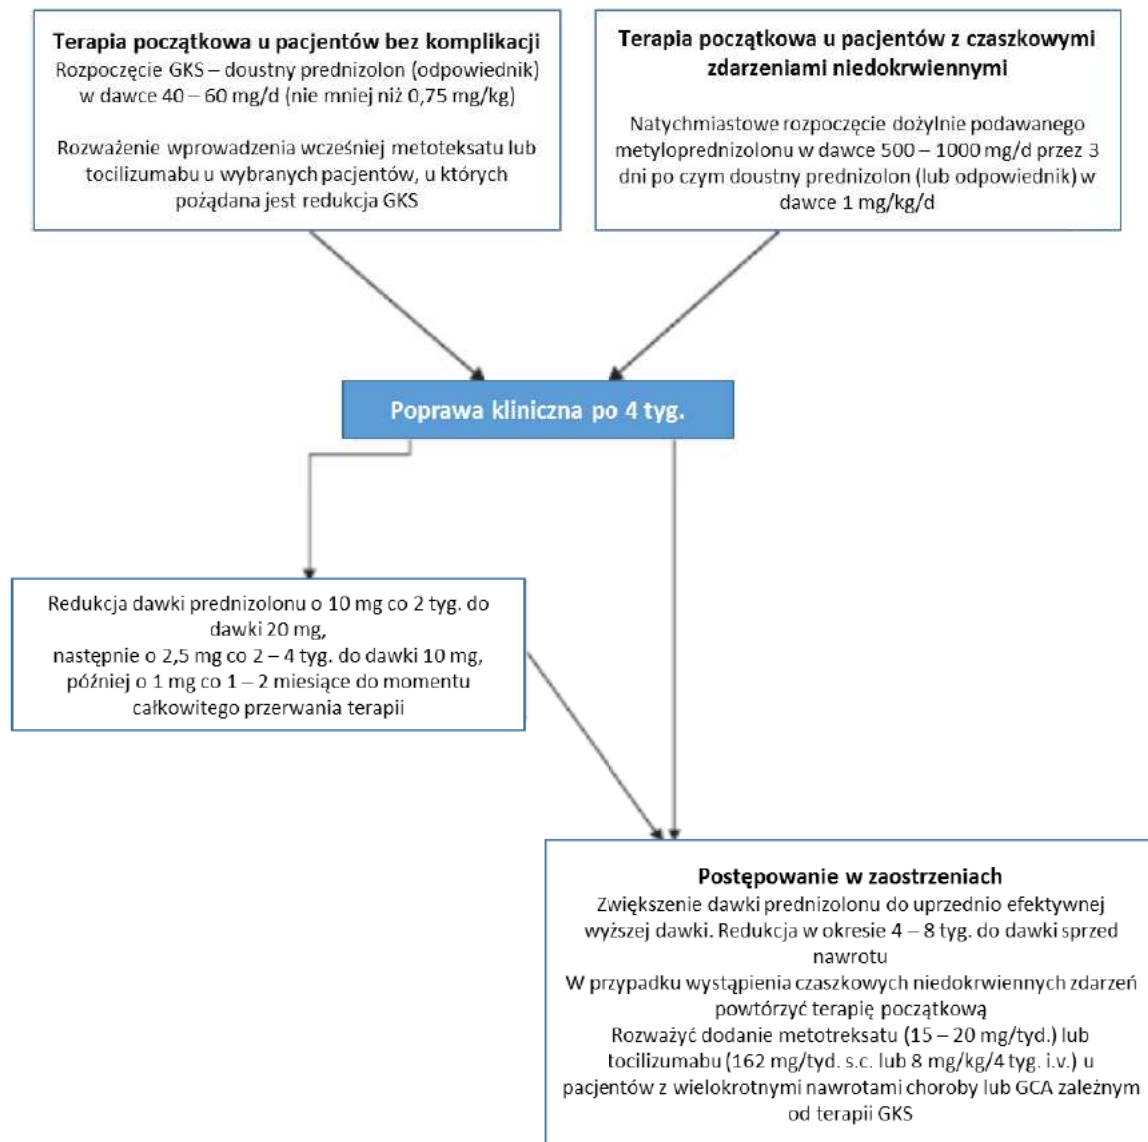 Terapia początkowa u pacjentów bez komplikacji
Rozpoczęcie GKS – doustny prednizolon (odpowiednik)
w dawce 40 – 60 mg/d (nie mniej niż 0,75 mg/kg)
Rozważenie wprowadzenia wcześniej metoteksatu lub
tocilizumabu u wybranych pacjentów, u których
pożądana jest redukcja GKS
Terapia początkowa u pacjentów z czaszkowymi
zdarzeniami niedokrwiennymi
Natychmiastowe rozpoczęcie dożylnie podawanego
metyloprednizolonu w dawce 500 – 1000 mg/d przez 3
dni po czym doustny prednizolon (lub odpowiednik) w
dawce 1 mg/kg/d
Poprawa kliniczna po 4 tyg.
Redukcja dawki prednizolonu o 10 mg co 2 tyg. do
dawki 20 mg,
następnie o 2,5 mg co 2 – 4 tyg. do dawki 10 mg,
później o 1 mg co 1 – 2 miesiące do momentu
całkowitego przerwania terapii
Postępowanie w zaostrzeniach
Zwiększenie dawki prednizolonu do uprzednio efektywnej
wyższej dawki. Redukcja w okresie 4 – 8 tyg. do dawki sprzed
nawrotu
W przypadku wystąpienia czaszkowych niedokrwiennych zdarzeń
powtórzyć terapię początkową
Rozważyć dodanie metotreksatu (15 – 20 mg/tyd.) lub
tocilizumabu (162 mg/tyd. s.c. lub 8 mg/kg/4 tyg. i.v.) u
pacjentów z wielokrotnymi nawrotami choroby lub GCA zależnym
od terapii GKS